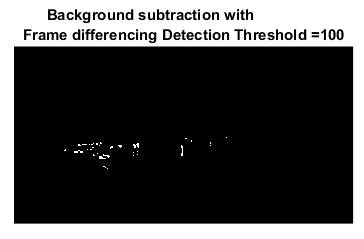 Background subtraction with
Frame differencing Detection Threshold =100